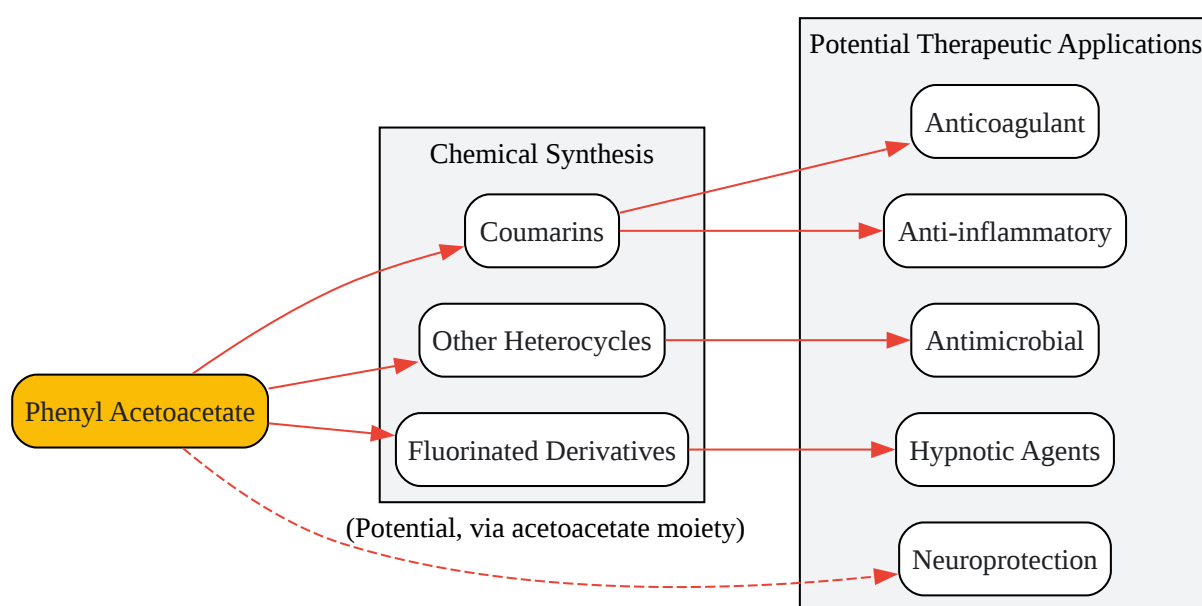 Phenyl Acetoacetate
Chemical Synthesis
Coumarins
Other Heterocycles
Fluorinated Derivatives
(Potential, via acetoacetate moiety)
Potential Therapeutic Applications
Anticoagulant
Anti-inflammatory
Antimicrobial
Hypnotic Agents
Neuroprotection